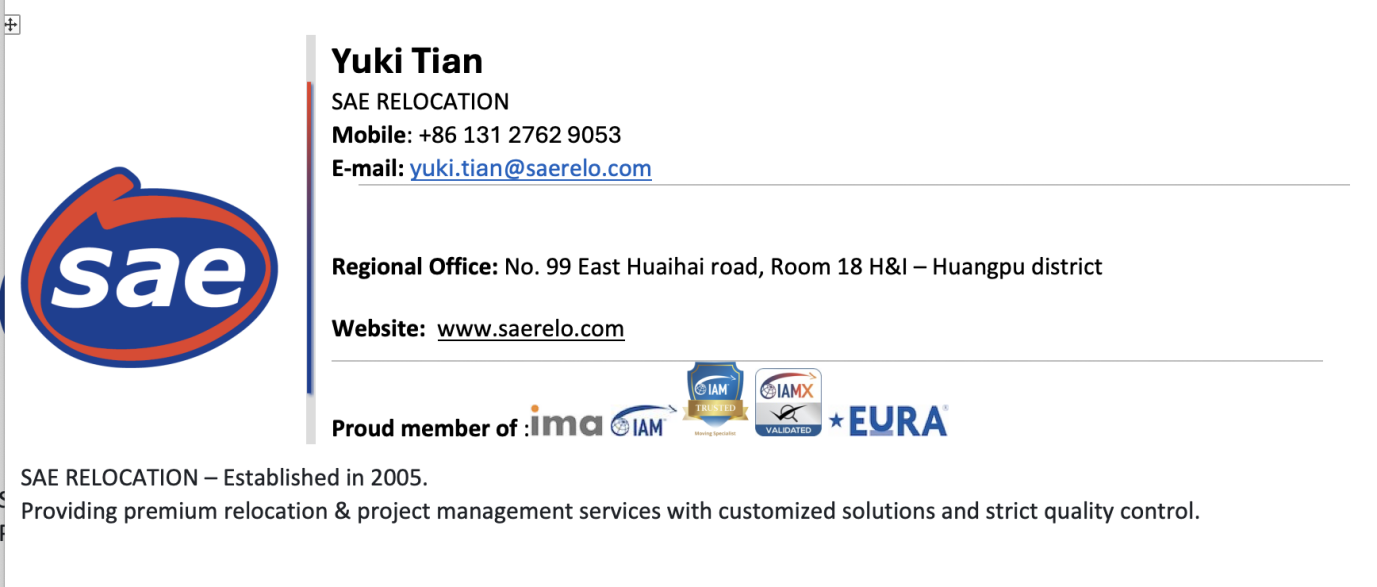 Yuki Tian
SAE RELOCATION
Mobile: +86 131 2762 9053
E-mail: yuki.tian@saerelo.com
sae
Regional Office: No. 99 East Huaihai road, Room 18 H&I – Huangpu district
Website: www.saerelo.com
Proud member of : ima IAM IAM TRUSTED Moving Specialist IAMX VALIDATED EURA
SAE RELOCATION – Established in 2005.
Providing premium relocation & project management services with customized solutions and strict quality control.